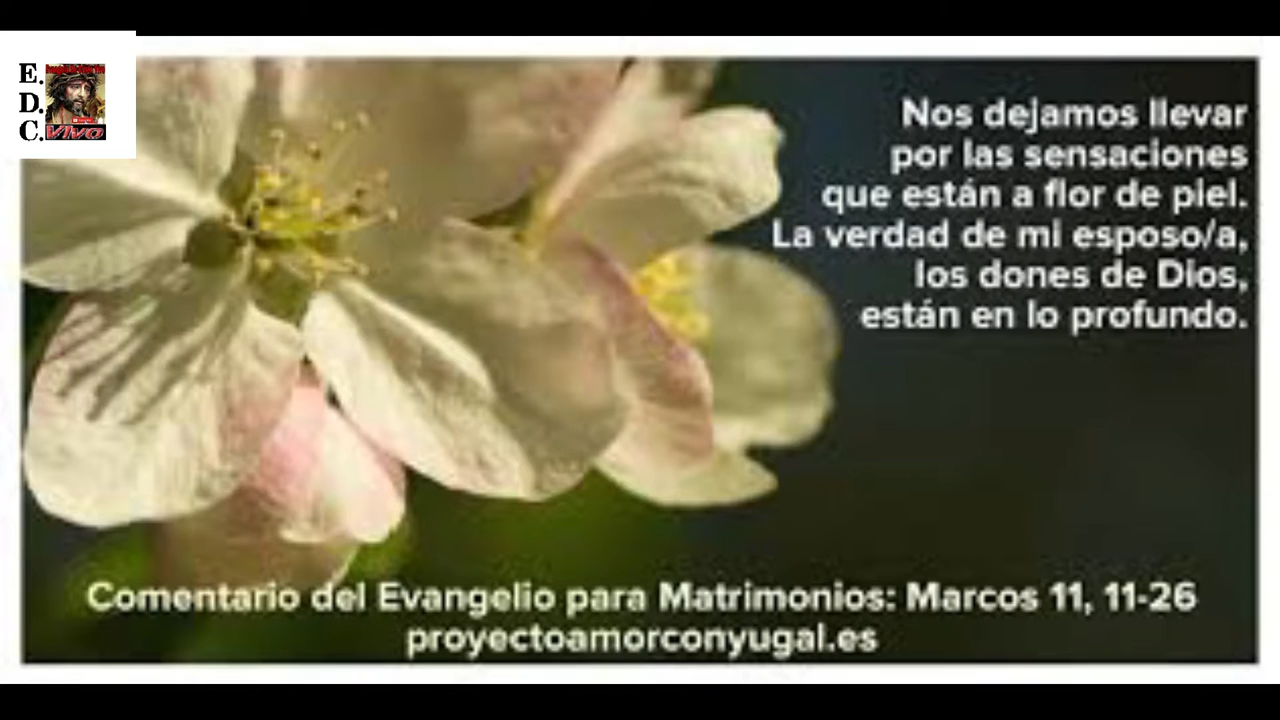 E.
D.
C. Vivo
Nos dejamos llevar
por las sensaciones
que están a flor de piel.
La verdad de mi esposo/a,
los dones de Dios,
están en lo profundo.
Comentario del Evangelio para Matrimonios: Marcos 11, 11-26
proyectoamorconyugal.es